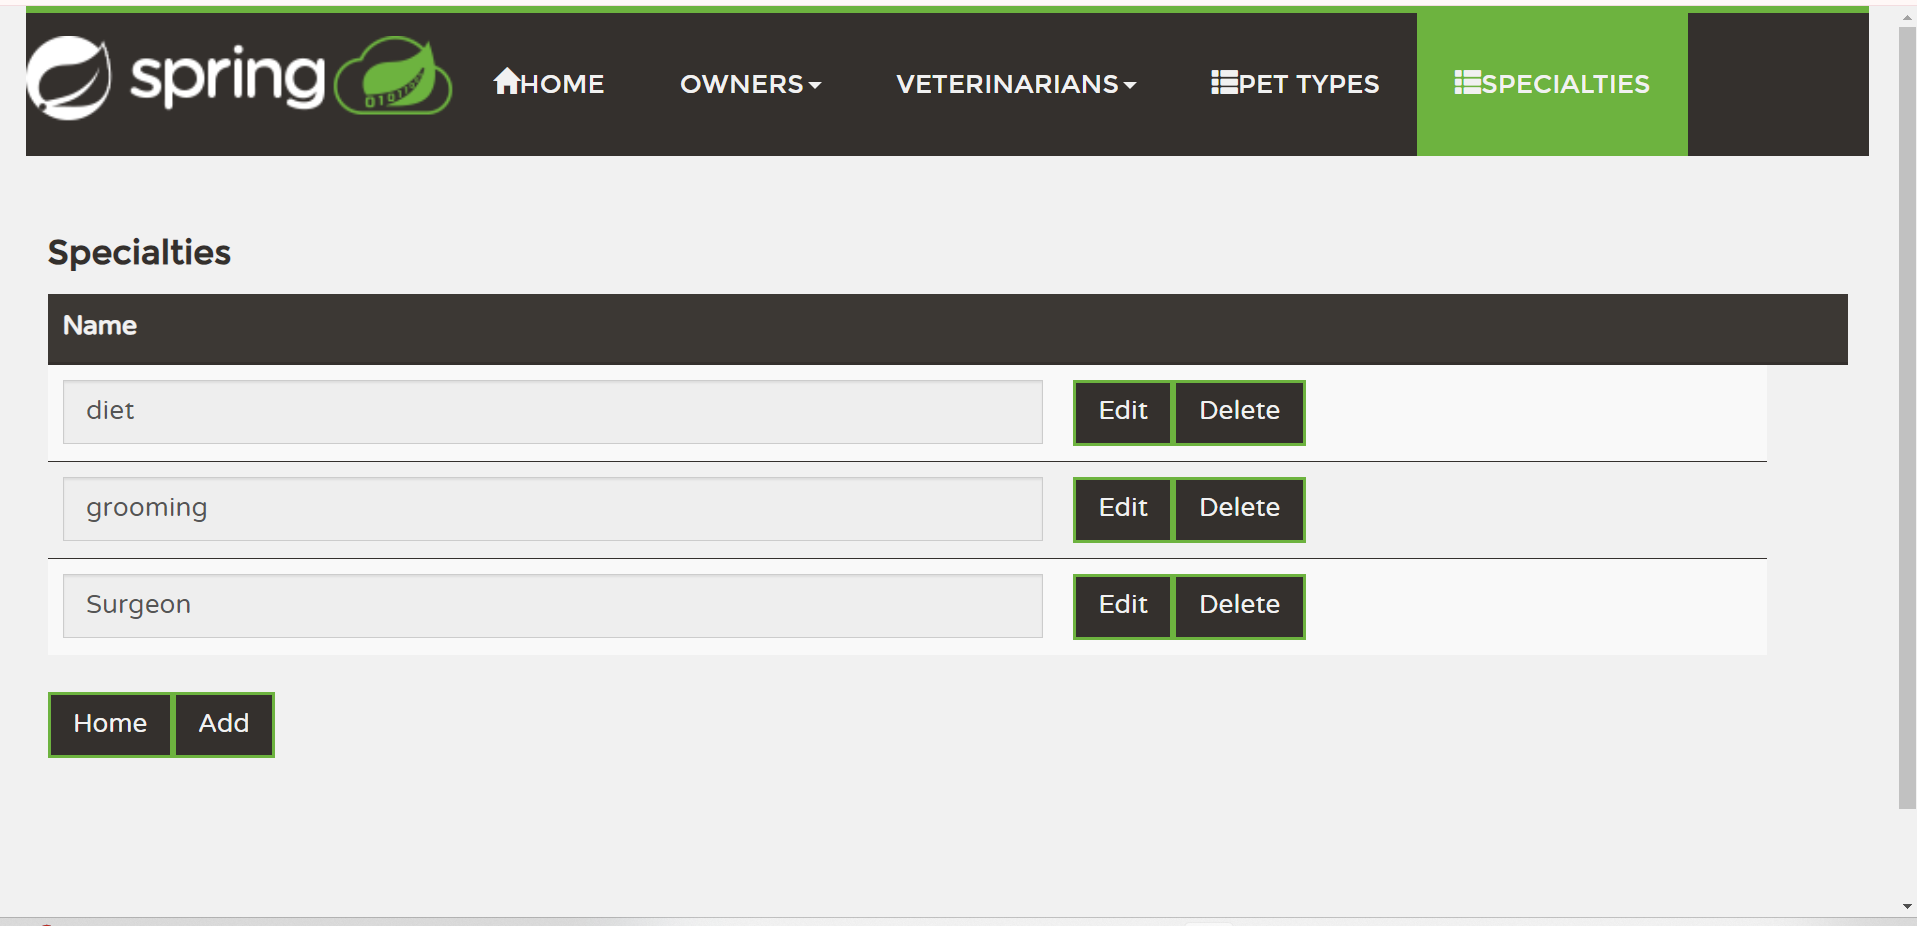 spring HOME OWNERS VETERINARIANS PET TYPES SPECIALTIES
Specialties
Name
diet Edit Delete
grooming Edit Delete
Surgeon Edit Delete
Home Add